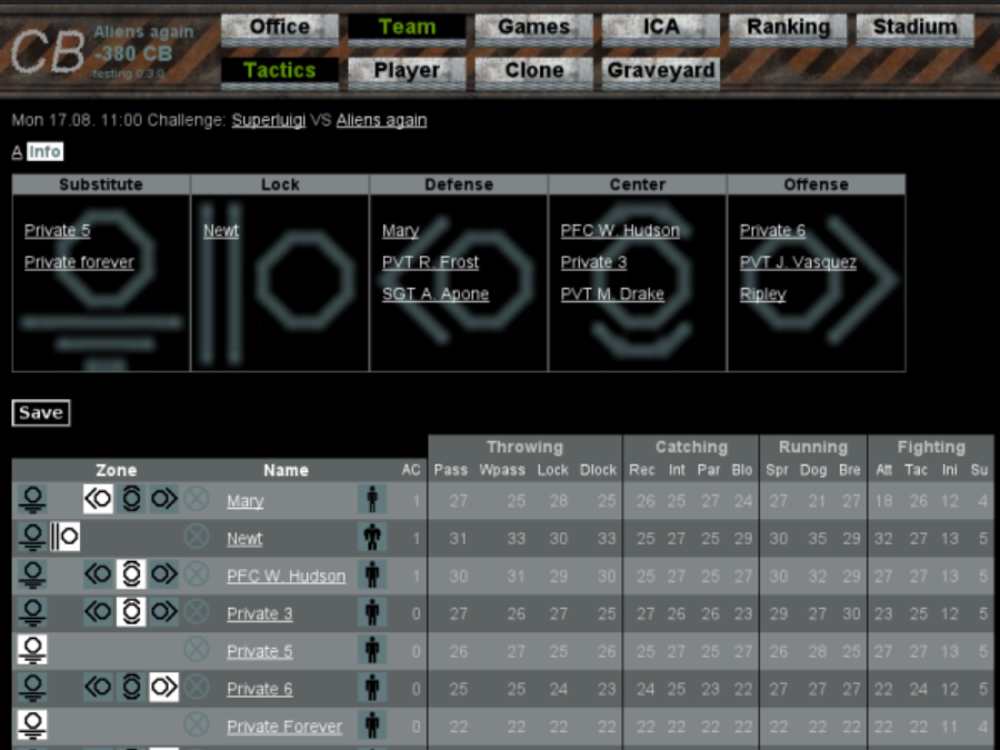 CB Aliens again -380 CB testing 0.3.0
Office Team Games ICA Ranking Stadium
Tactics Player Clone Graveyard
Mon 17.08. 11:00 Challenge: Superluigi VS Aliens again
A Info
Substitute Lock Defense Center Offense
Private 5 Newt Mary PFC W. Hudson Private 6
Private forever PVT R. Frost Private 3 PVT J. Vasquez
SGT A. Apone PVT M. Drake Ripley
Save
Throwing Catching Running Fighting
Zone Name AC Pass Wpass Lock Dlock Rec Int Par Blo Spr Dog Bre Att Tac Ini Su
Mary 1 27 25 28 25 26 25 27 24 27 21 27 18 26 12 4
Newt 1 31 33 30 33 25 27 25 29 30 35 29 32 27 13 5
PFC W. Hudson 1 30 31 29 30 25 27 25 27 30 32 29 27 27 13 5
Private 3 0 27 26 27 25 27 26 26 23 29 27 30 23 25 12 5
Private 5 0 26 27 25 26 25 27 25 27 26 28 25 27 27 13 5
Private 6 0 25 25 24 23 24 25 23 22 27 27 27 22 24 12 5
Private Forever 0 22 22 22 22 22 22 22 22 22 22 22 22 22 11 4